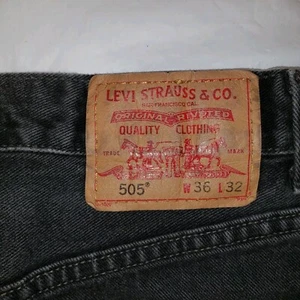 LEVI STRAUSS & CO.
SAN FRANCISCO CAL.
ORIGINAL RIVETED
QUALITY CLOTHING
TRADE MARK
505® W 36 L 32